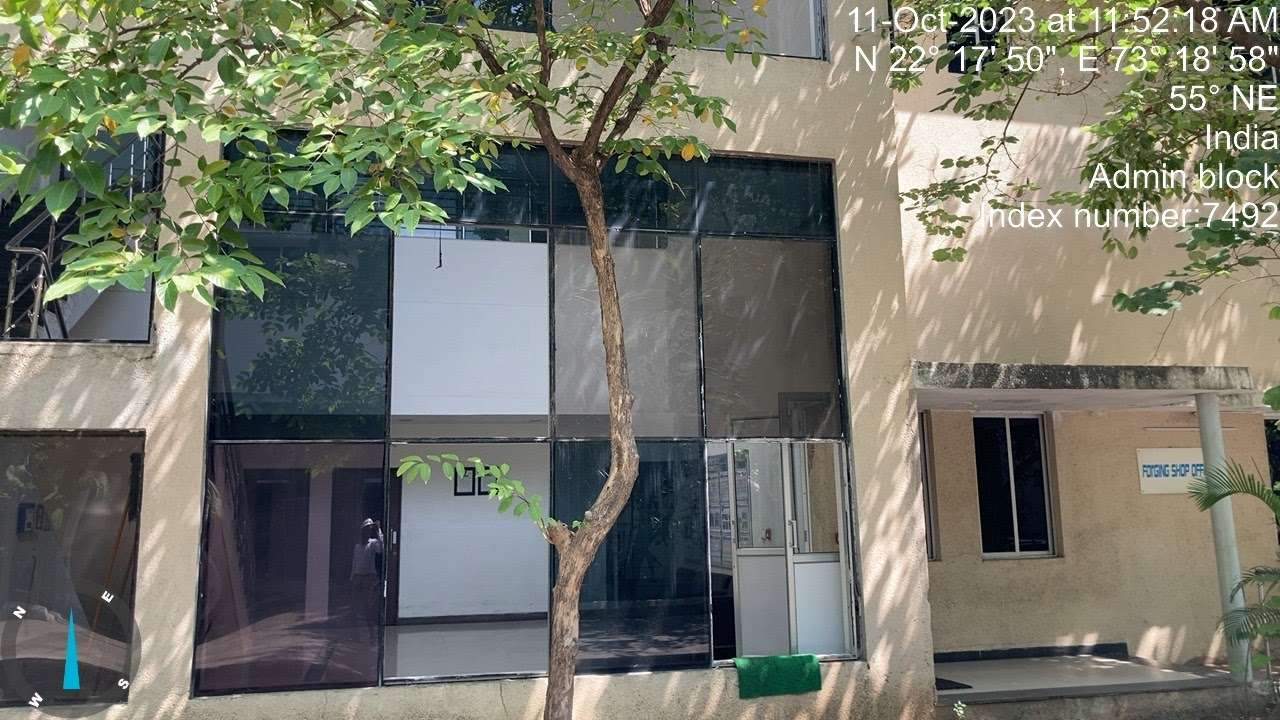 11-Oct-2023 at 11:52:18 AM
N 22° 17' 50", E 73° 18' 58"
55° NE
India
Admin block
Index number:7492
FORGING SHOP OFF
N
E
W
S